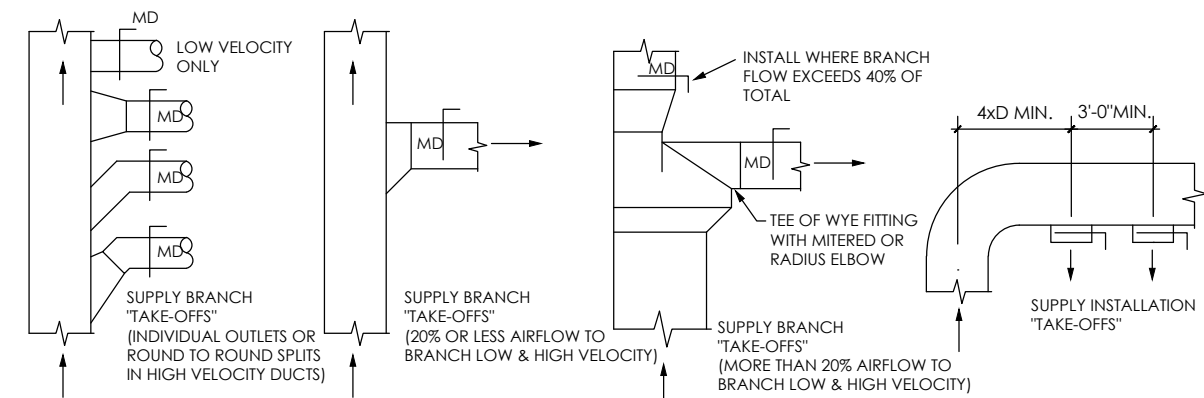 MD
LOW VELOCITY
ONLY
MD
MD
MD
SUPPLY BRANCH
"TAKE-OFFS"
(INDIVIDUAL OUTLETS OR
ROUND TO ROUND SPLITS
IN HIGH VELOCITY DUCTS)
MD
SUPPLY BRANCH
"TAKE-OFFS"
(20% OR LESS AIRFLOW TO
BRANCH LOW & HIGH VELOCITY)
MD
INSTALL WHERE BRANCH
FLOW EXCEEDS 40% OF
TOTAL
MD
TEE OF WYE FITTING
WITH MITERED OR
RADIUS ELBOW
SUPPLY BRANCH
"TAKE-OFFS"
(MORE THAN 20% AIRFLOW TO
BRANCH LOW & HIGH VELOCITY)
4xD MIN.
3'-0"MIN.
SUPPLY INSTALLATION
"TAKE-OFFS"